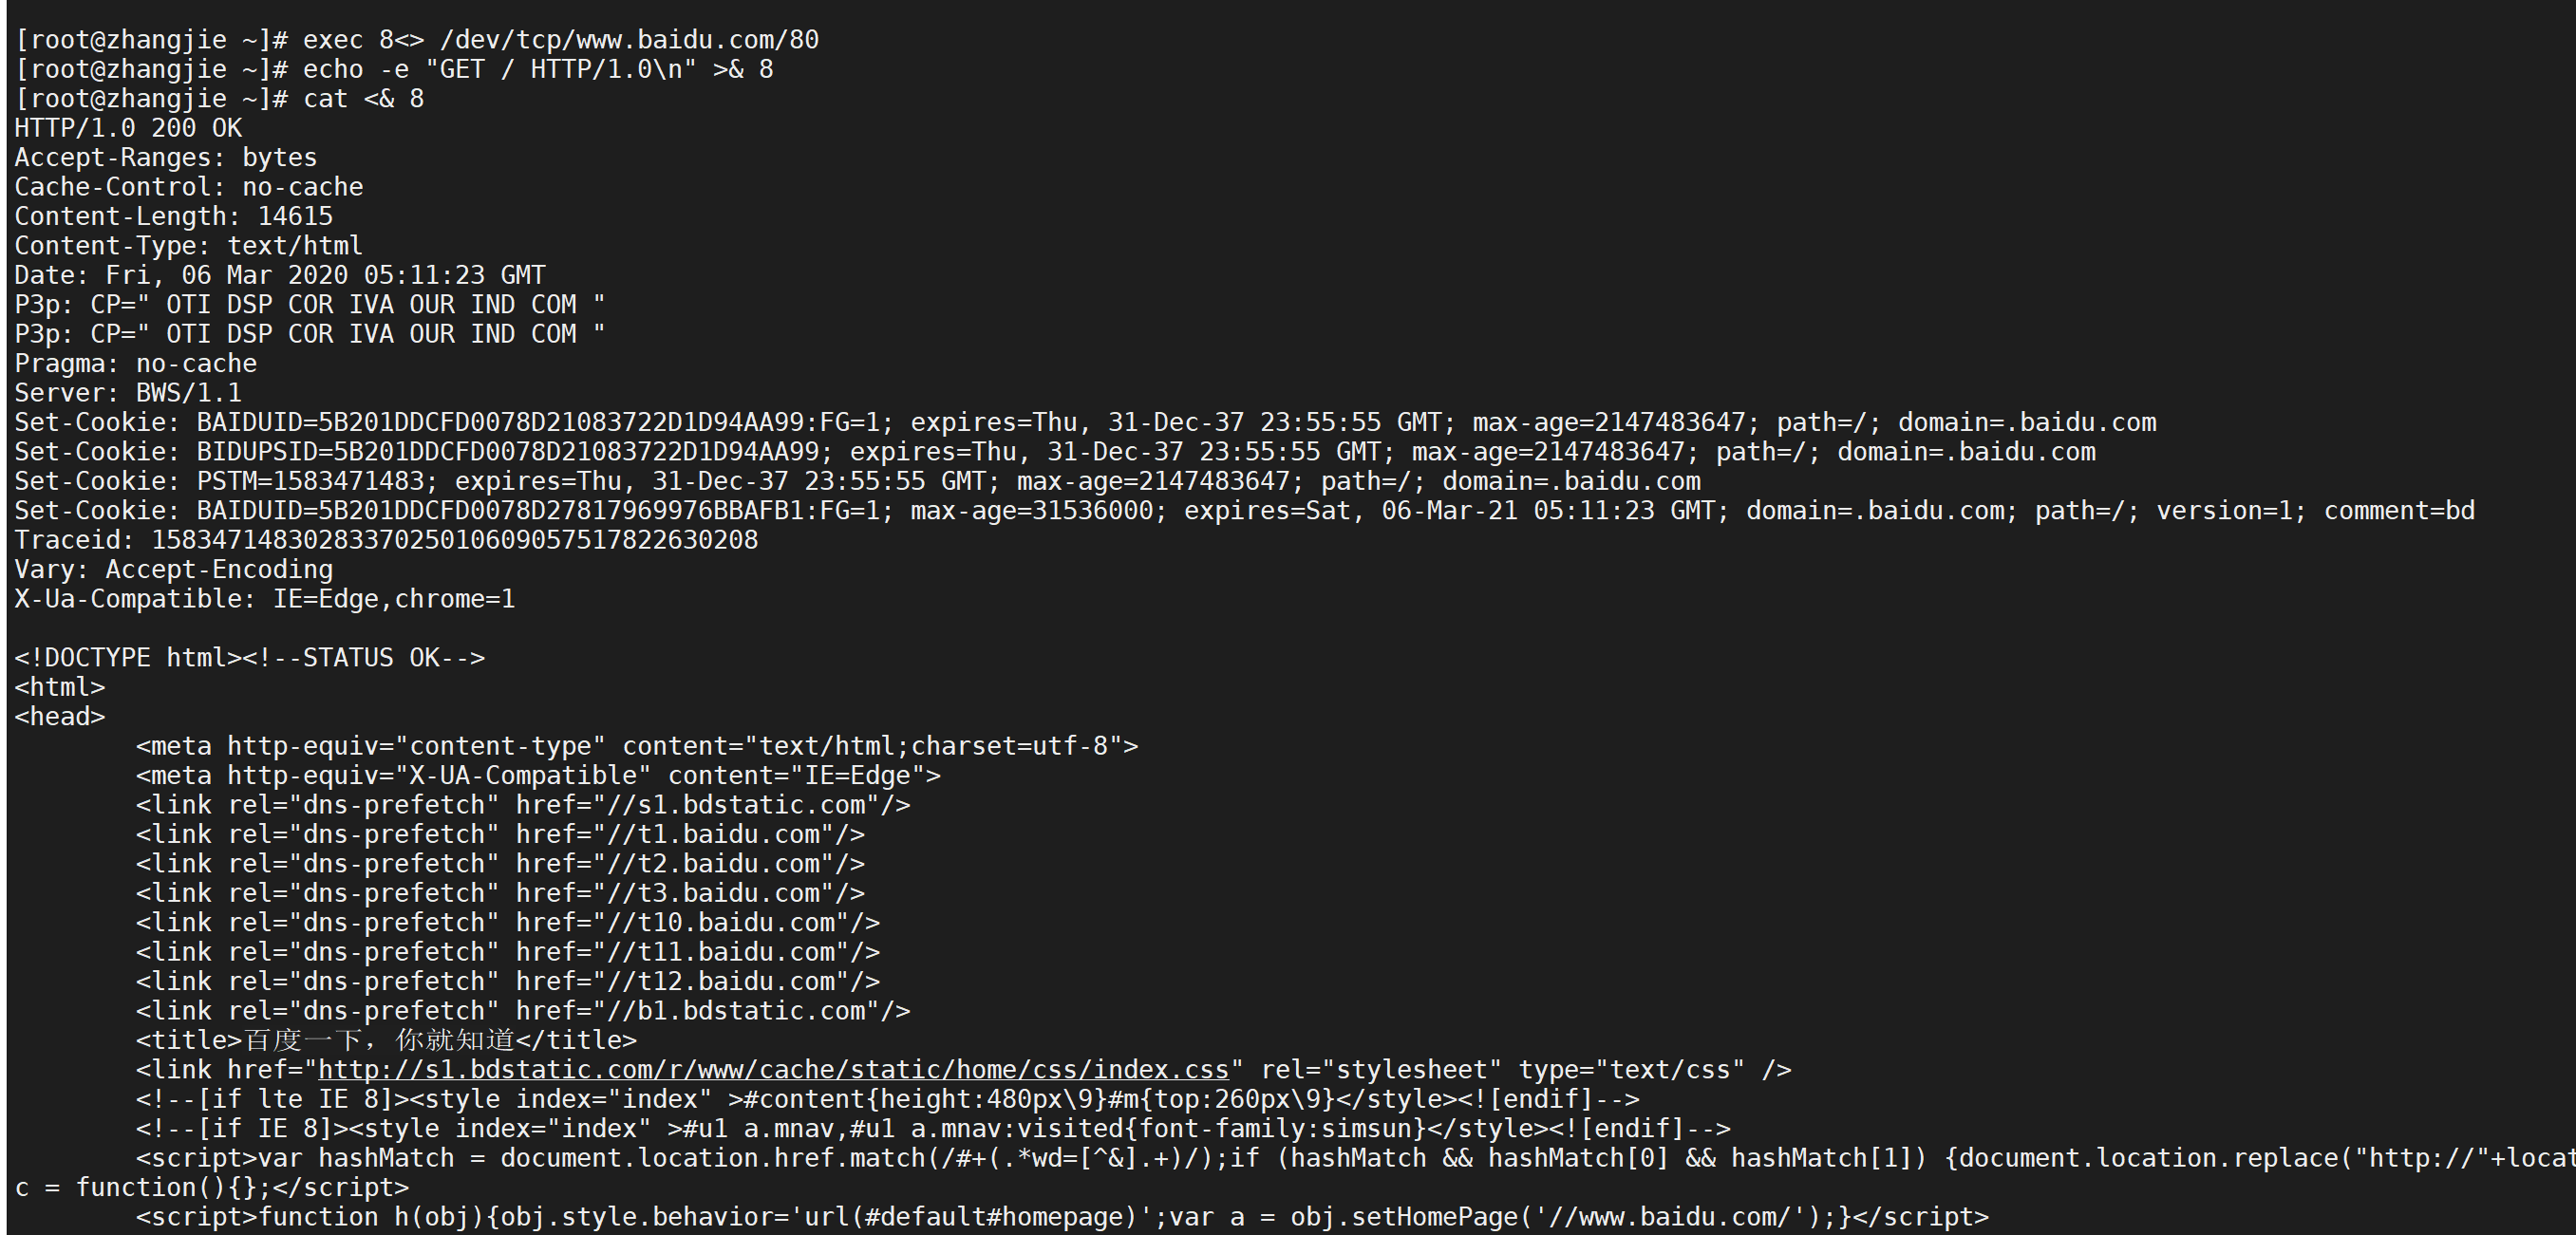 [root@zhangjie ~]# exec 8<> /dev/tcp/www.baidu.com/80
[root@zhangjie ~]# echo -e "GET / HTTP/1.0\n" >& 8
[root@zhangjie ~]# cat <& 8
HTTP/1.0 200 OK
Accept-Ranges: bytes
Cache-Control: no-cache
Content-Length: 14615
Content-Type: text/html
Date: Fri, 06 Mar 2020 05:11:23 GMT
P3p: CP=" OTI DSP COR IVA OUR IND COM "
P3p: CP=" OTI DSP COR IVA OUR IND COM "
Pragma: no-cache
Server: BWS/1.1
Set-Cookie: BAIDUID=5B201DDCFD0078D21083722D1D94AA99:FG=1; expires=Thu, 31-Dec-37 23:55:55 GMT; max-age=2147483647; path=/; domain=.baidu.com
Set-Cookie: BIDUPSID=5B201DDCFD0078D21083722D1D94AA99; expires=Thu, 31-Dec-37 23:55:55 GMT; max-age=2147483647; path=/; domain=.baidu.com
Set-Cookie: PSTM=1583471483; expires=Thu, 31-Dec-37 23:55:55 GMT; max-age=2147483647; path=/; domain=.baidu.com
Set-Cookie: BAIDUID=5B201DDCFD0078D27817969976BBAFB1:FG=1; max-age=31536000; expires=Sat, 06-Mar-21 05:11:23 GMT; domain=.baidu.com; path=/; version=1; comment=bd
Traceid: 1583471483028337025010609057517822630208
Vary: Accept-Encoding
X-Ua-Compatible: IE=Edge,chrome=1

<!DOCTYPE html><!--STATUS OK-->
<html>
<head>
        <meta http-equiv="content-type" content="text/html;charset=utf-8">
        <meta http-equiv="X-UA-Compatible" content="IE=Edge">
        <link rel="dns-prefetch" href="//s1.bdstatic.com"/>
        <link rel="dns-prefetch" href="//t1.baidu.com"/>
        <link rel="dns-prefetch" href="//t2.baidu.com"/>
        <link rel="dns-prefetch" href="//t3.baidu.com"/>
        <link rel="dns-prefetch" href="//t10.baidu.com"/>
        <link rel="dns-prefetch" href="//t11.baidu.com"/>
        <link rel="dns-prefetch" href="//t12.baidu.com"/>
        <link rel="dns-prefetch" href="//b1.bdstatic.com"/>
        <title>百度一下，你就知道</title>
        <link href="http://s1.bdstatic.com/r/www/cache/static/home/css/index.css" rel="stylesheet" type="text/css" />
        <!--[if lte IE 8]><style index="index" >#content{height:480px\9}#m{top:260px\9}</style><![endif]-->
        <!--[if IE 8]><style index="index" >#u1 a.mnav,#u1 a.mnav:visited{font-family:simsun}</style><![endif]-->
        <script>var hashMatch = document.location.href.match(/#+(.*wd=[^&].+)/);if (hashMatch && hashMatch[0] && hashMatch[1]) {document.location.replace("http://"+locat
c = function(){};</script>
        <script>function h(obj){obj.style.behavior='url(#default#homepage)';var a = obj.setHomePage('//www.baidu.com/');}</script>